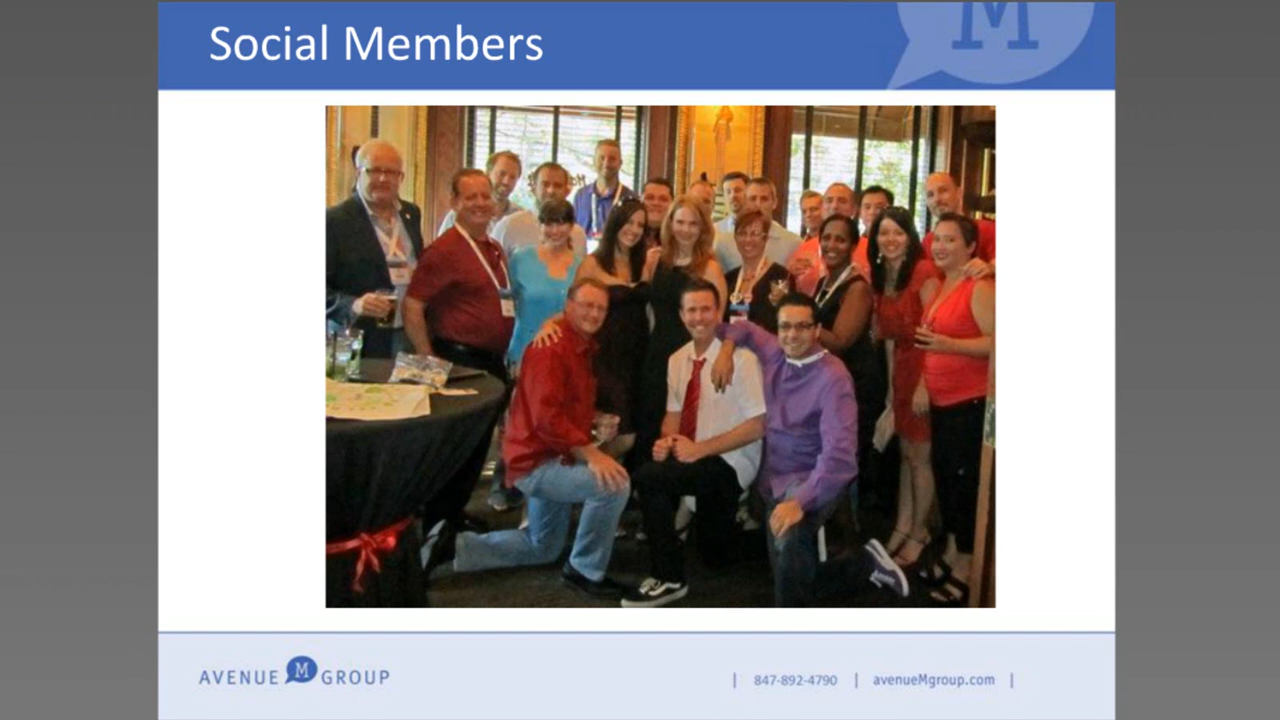 Social Members
M
AVENUE M GROUP
| 847-892-4790 | avenueMgroup.com |